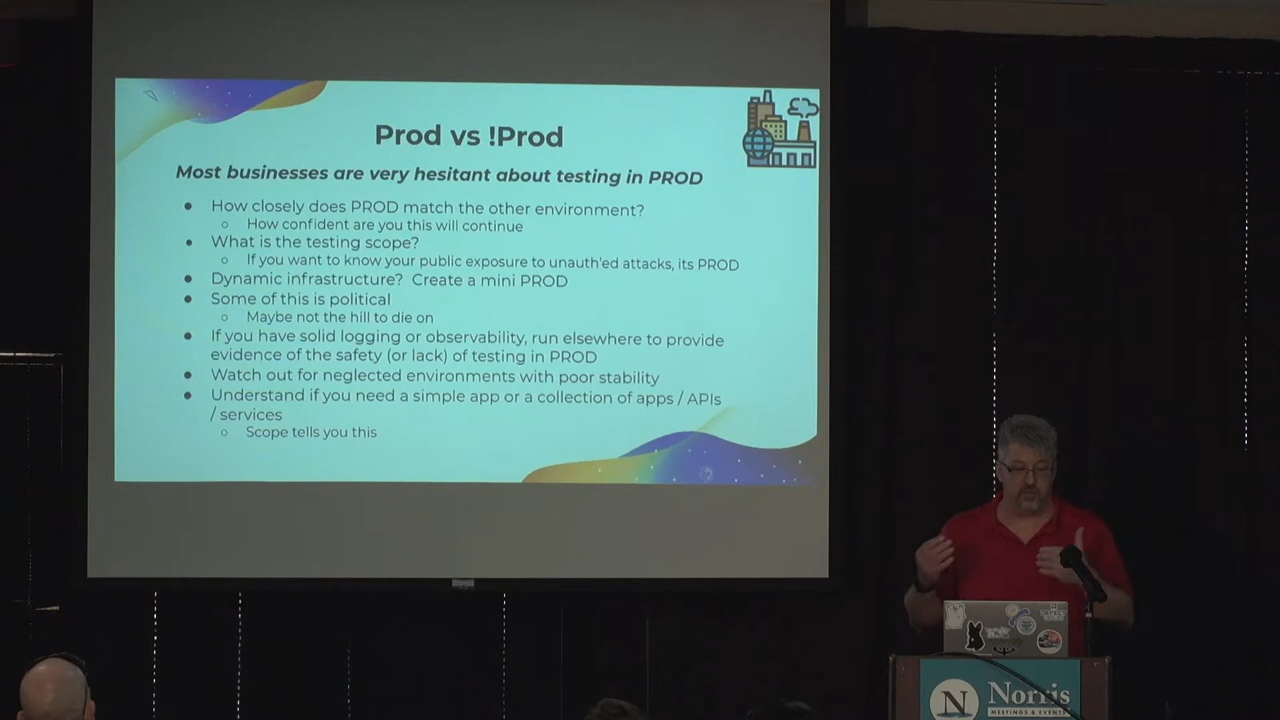 Prod vs !Prod
Most businesses are very hesitant about testing in PROD
How closely does PROD match the other environment?
How confident are you this will continue
What is the testing scope?
If you want to know your public exposure to unauth'ed attacks, its PROD
Dynamic infrastructure? Create a mini PROD
Some of this is political
Maybe not the hill to die on
If you have solid logging or observability, run elsewhere to provide
evidence of the safety (or lack) of testing in PROD
Watch out for neglected environments with poor stability
Understand if you need a simple app or a collection of apps / APIs
/ services
Scope tells you this
N
Norris
MEETINGS & EVENTS